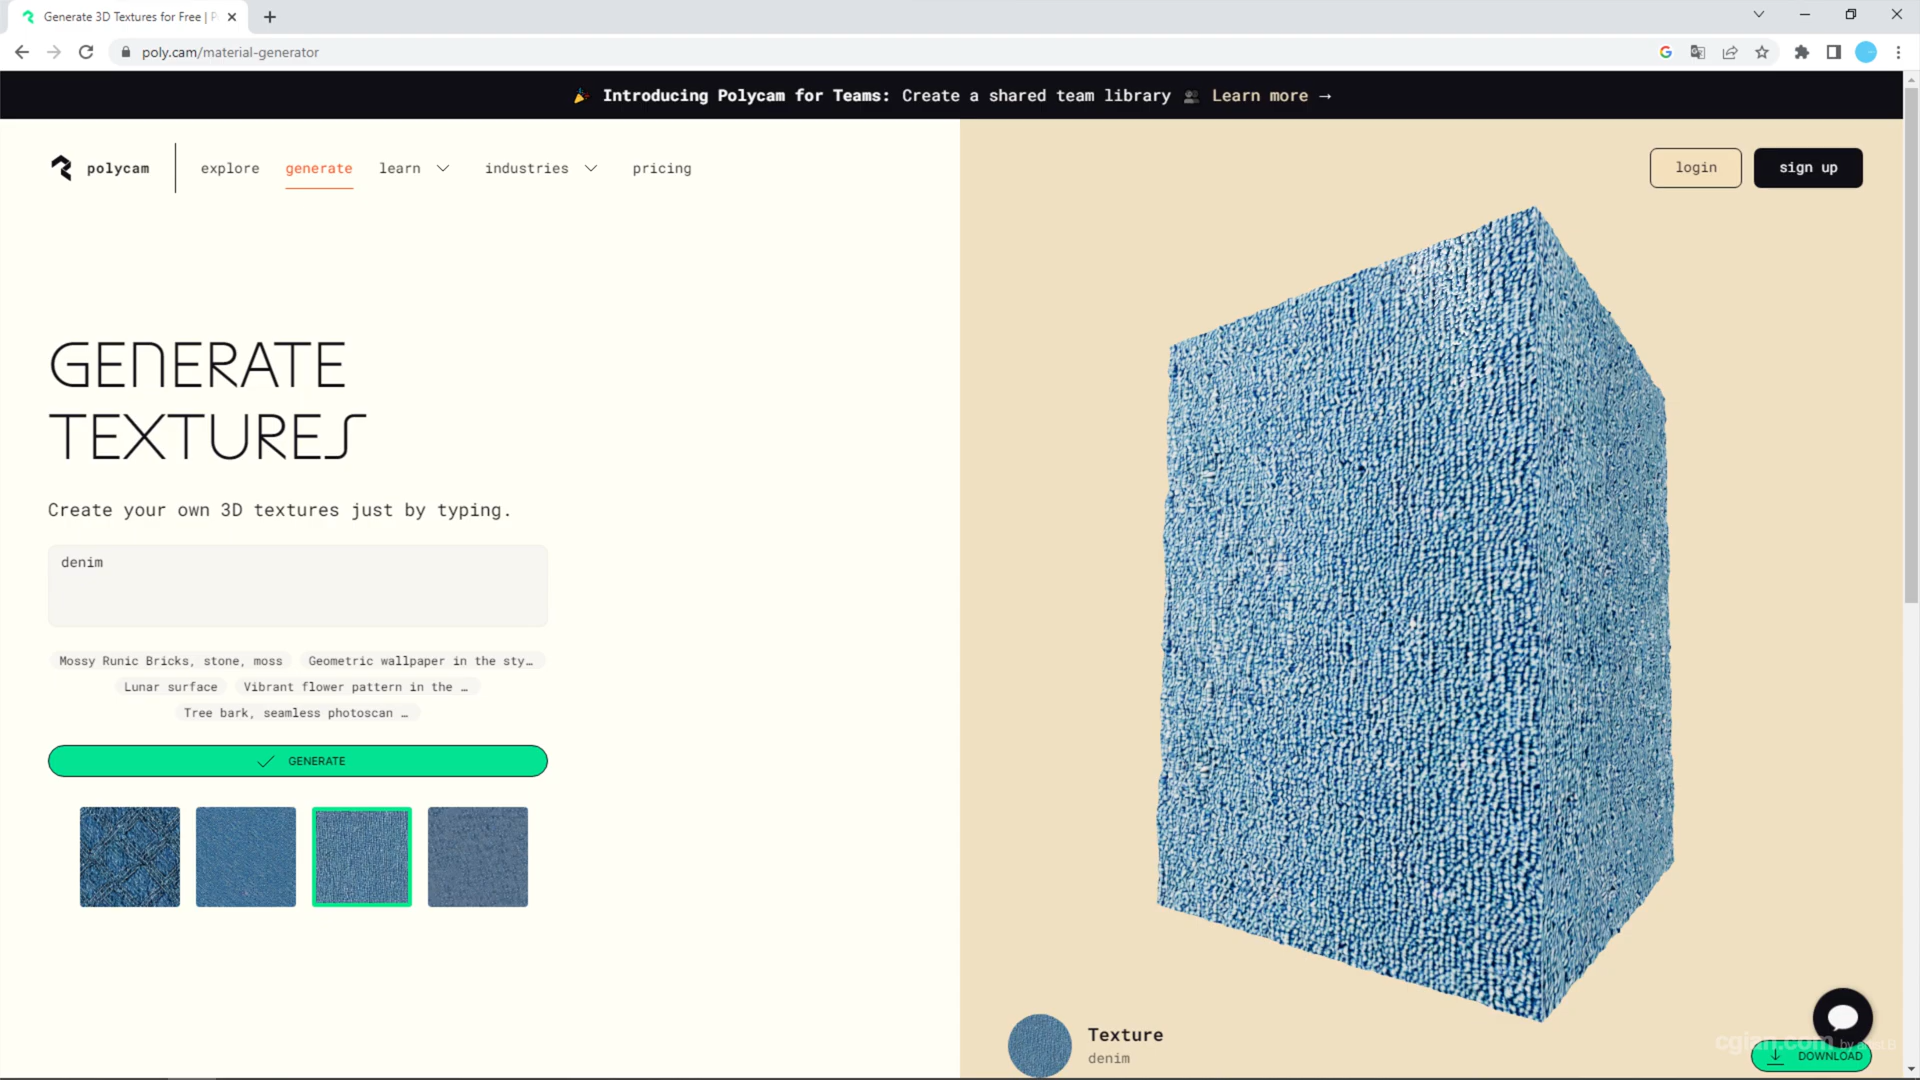 Generate 3D Textures for Free | P
poly.cam/material-generator
Introducing Polycam for Teams: Create a shared team library Learn more →
polycam
explore
generate
learn
industries
pricing
login
sign up
GENERATE
TEXTURES
Create your own 3D textures just by typing.
denim
Mossy Runic Bricks, stone, moss
Geometric wallpaper in the sty…
Lunar surface
Vibrant flower pattern in the …
Tree bark, seamless photoscan …
GENERATE
Texture
denim
cgian.com by
DOWNLOAD